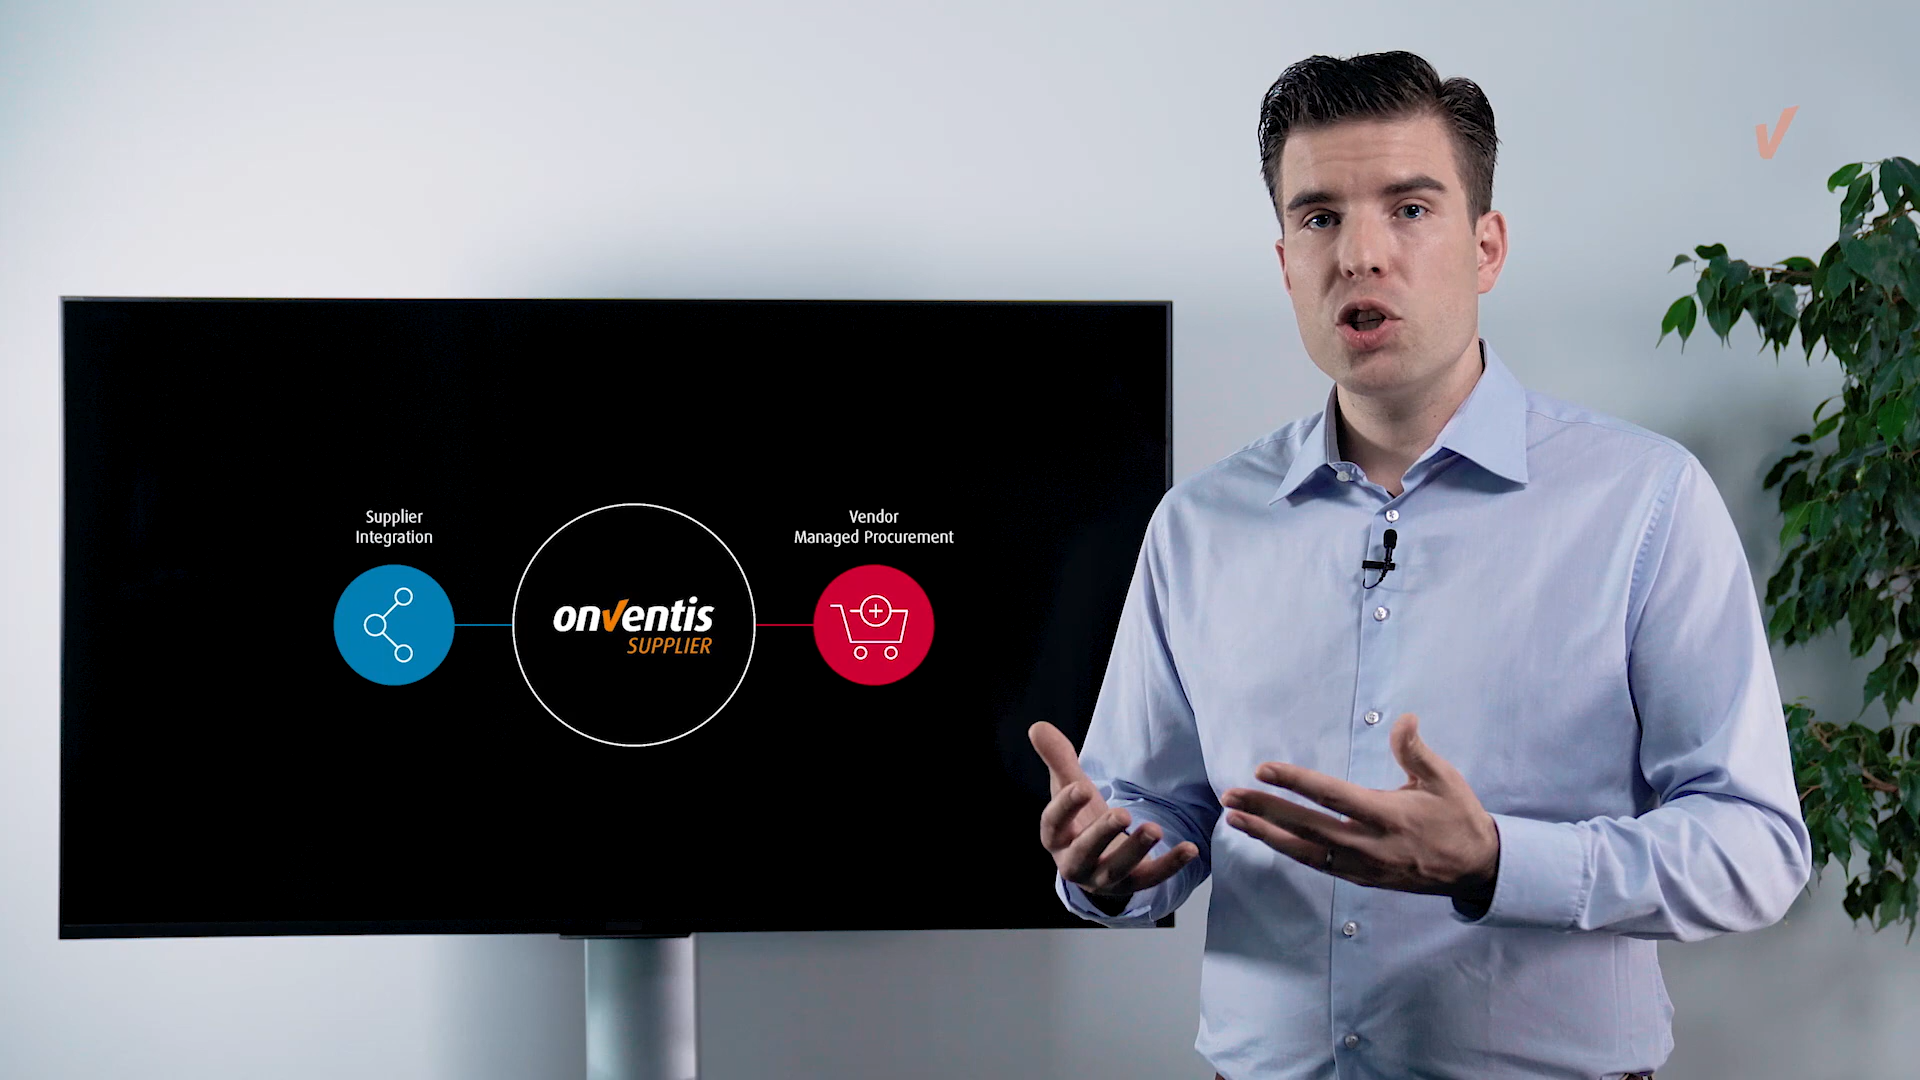 Supplier
Integration
onventis
SUPPLIER
Vendor
Managed Procurement